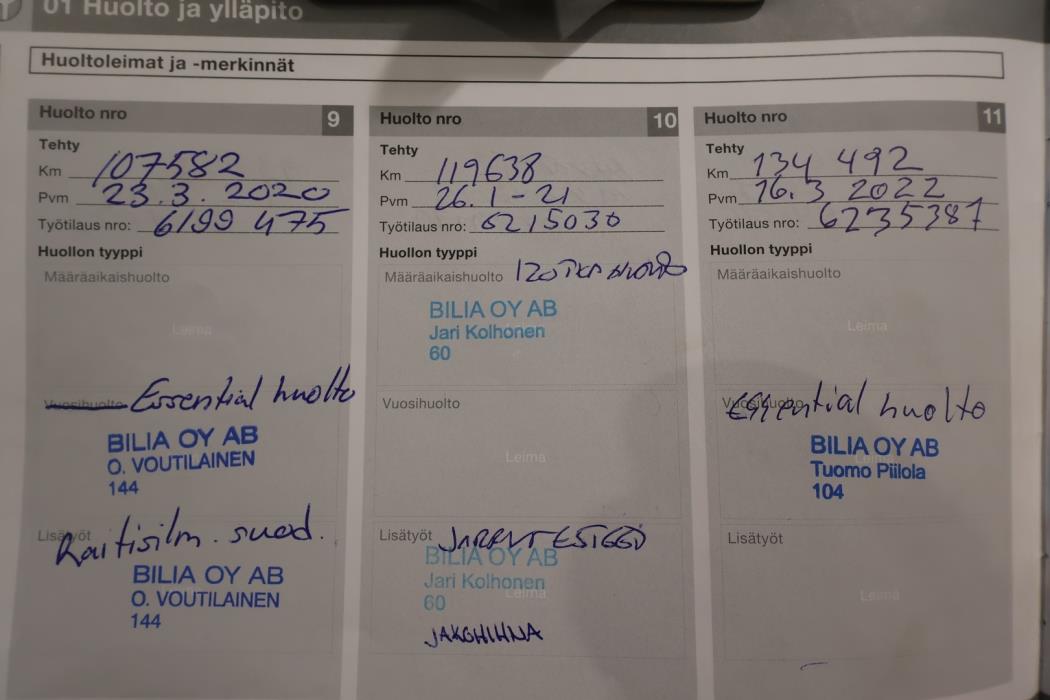 01 Huolto ja ylläpito
Huoltoleimat ja -merkinnät
Huolto nro 9
Tehty
Km 107582
Pvm 23.3. 2020
Työtilaus nro: 6199 475
Huollon tyyppi
Määräaikaishuolto
Leima
Vuosihuolto Essential huolto
BILIA OY AB
O. VOUTILAINEN
144
Lisätyöt Raitisilm. suod.
BILIA OY AB
O. VOUTILAINEN
144
Huolto nro 10
Tehty
Km 119638
Pvm 26.1-21
Työtilaus nro: 6215030
Huollon tyyppi
Määräaikaishuolto 120TKM HUOLTO
BILIA OY AB
Jari Kolhonen
60
Vuosihuolto
Leima
Lisätyöt
BILIA OY AB
Jari Kolhonen
60
Leima
JAKOHIHNA
Huolto nro 11
Tehty
Km 134 492
Pvm 16.3 2022
Työtilaus nro: 6235387
Huollon tyyppi
Määräaikaishuolto
Leima
Vuosihuolto Essential huolto
BILIA OY AB
Tuomo Piilola
104
Lisätyöt
Leima